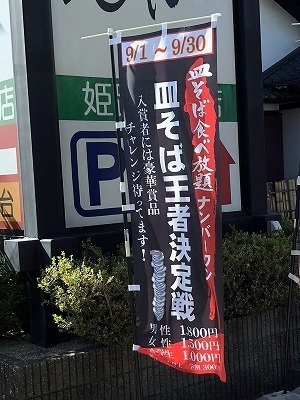 9/1～9/30
皿そば食べ放題ナンバーワン
皿そば王者決定戦
入賞者には豪華賞品
チャレンジ待ってます！
男 性 1800円
女 性 1,500円
1,000円
姫
店
P
台